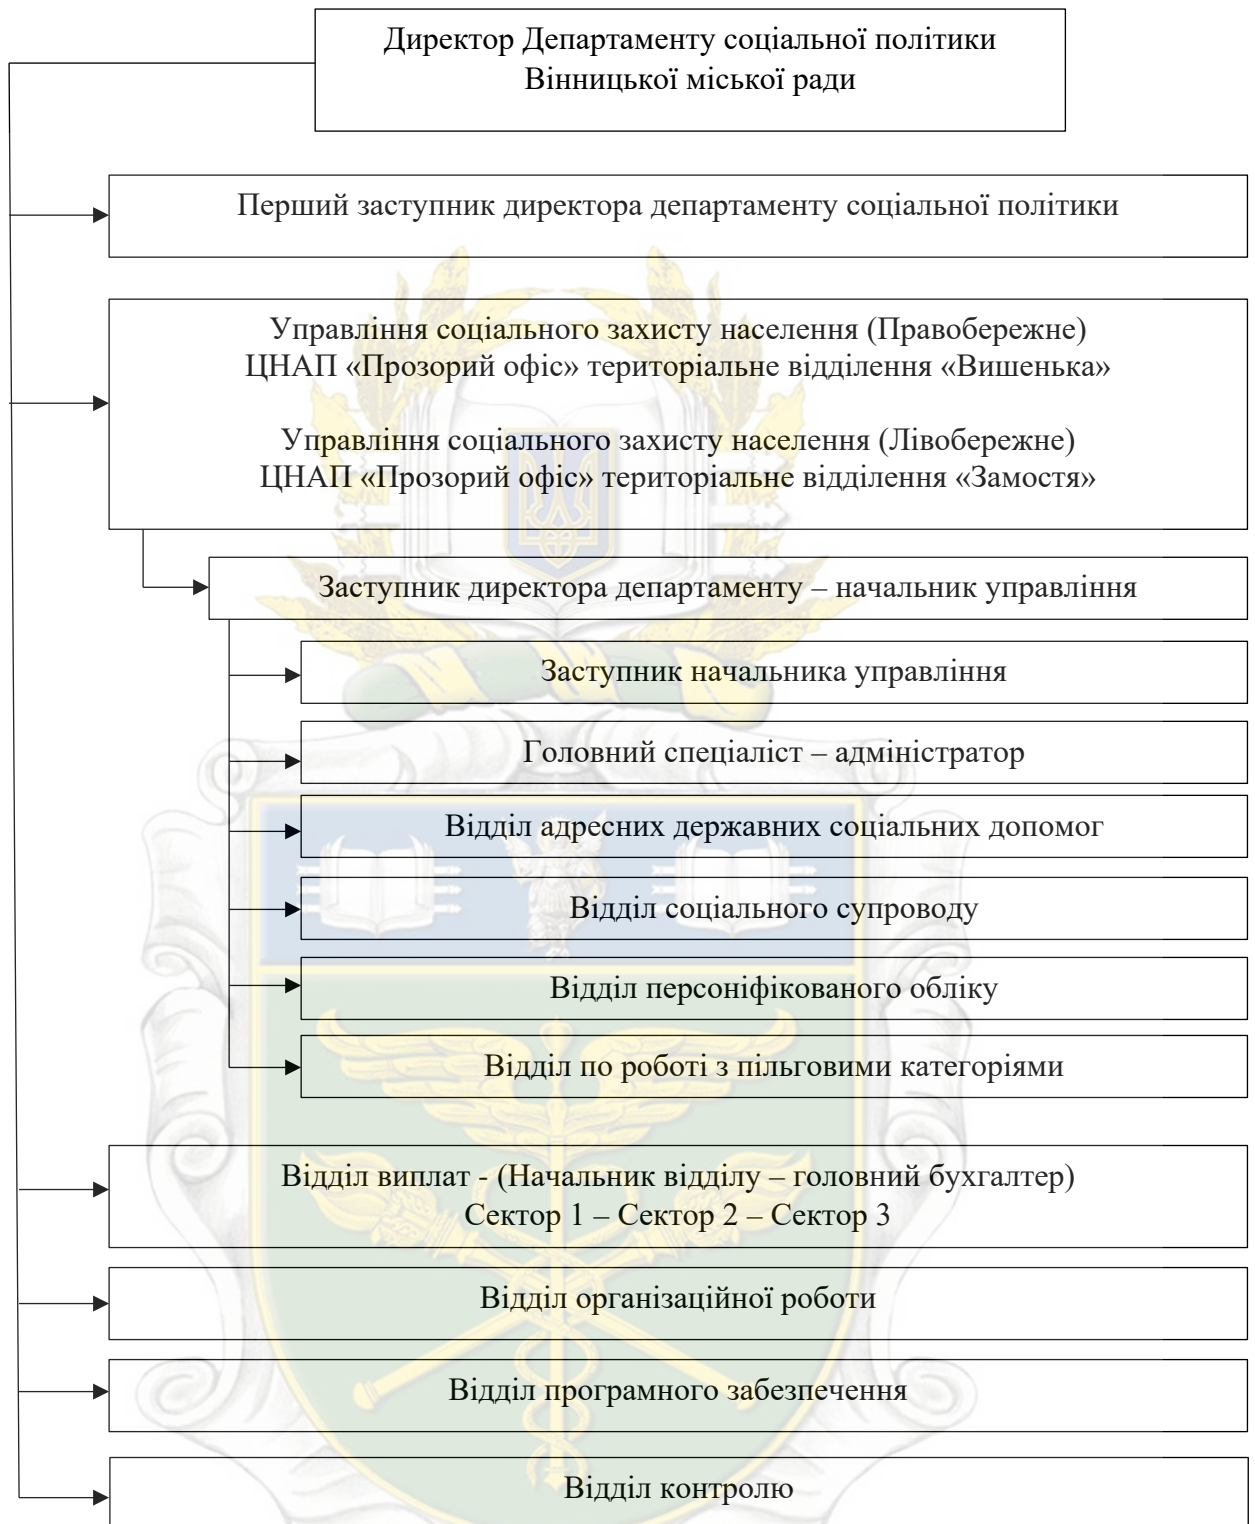 Директор Департаменту соціальної політики
Вінницької міської ради
Перший заступник директора департаменту соціальної політики
Управління соціального захисту населення (Правобережне)
ЦНАП «Прозорий офіс» територіальне відділення «Вишенька»
Управління соціального захисту населення (Лівобережне)
ЦНАП «Прозорий офіс» територіальне відділення «Замостя»
Заступник директора департаменту – начальник управління
Заступник начальника управління
Головний спеціаліст – адміністратор
Відділ адресних державних соціальних допомог
Відділ соціального супроводу
Відділ персоніфікованого обліку
Відділ по роботі з пільговими категоріями
Відділ виплат - (Начальник відділу – головний бухгалтер)
Сектор 1 – Сектор 2 – Сектор 3
Відділ організаційної роботи
Відділ програмного забезпечення
Відділ контролю